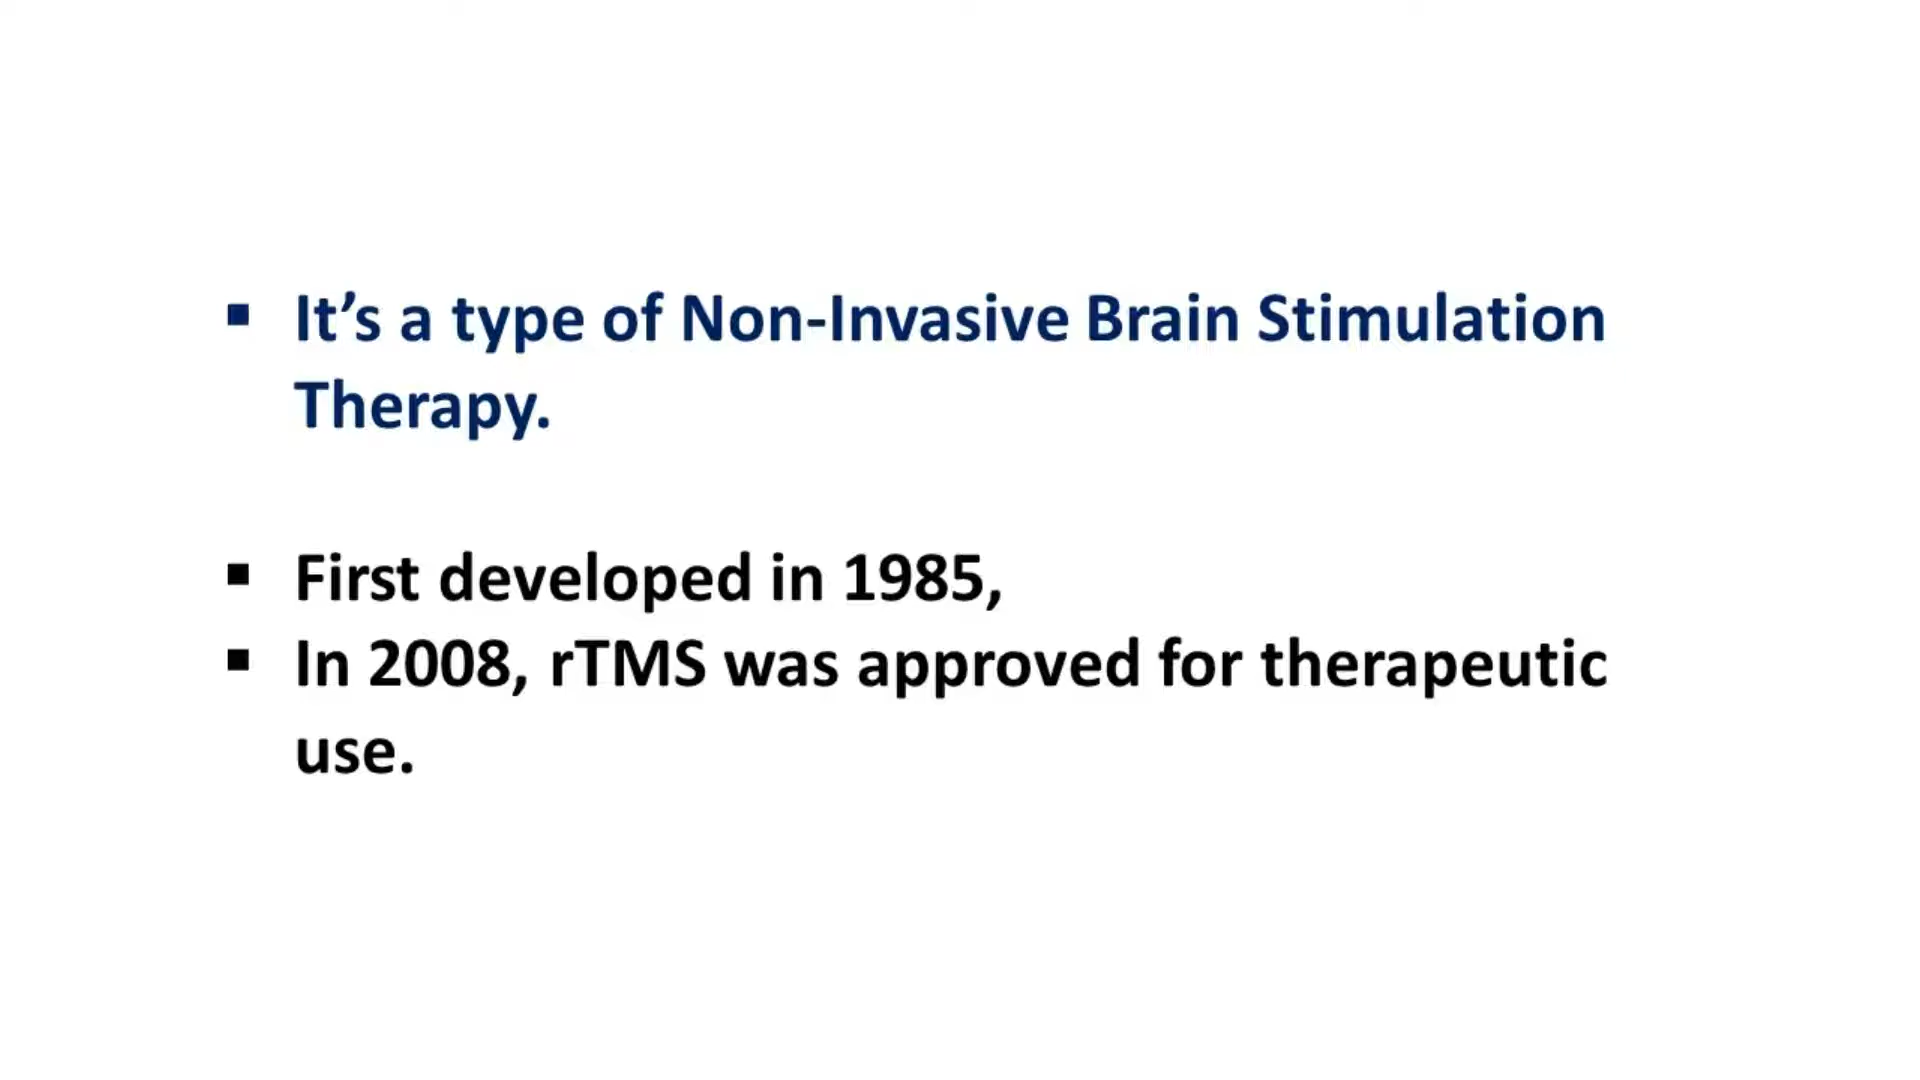 ▪ It’s a type of Non-Invasive Brain Stimulation
Therapy.
▪ First developed in 1985,
▪ In 2008, rTMS was approved for therapeutic
use.